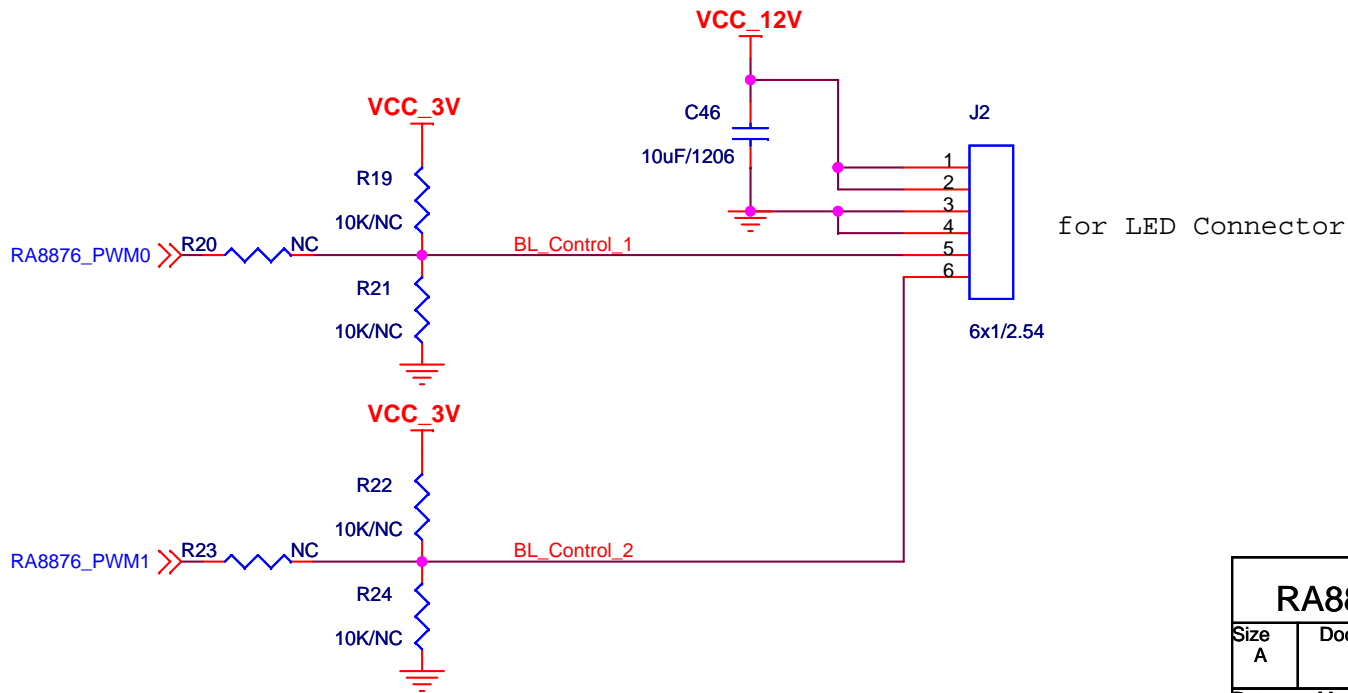 VCC_12V
VCC_3V
C46
J2
10uF/1206
R19
1
2
3
4
5
6
for LED Connector
10K/NC
RA8876_PWM0
R20
NC
BL_Control_1
R21
10K/NC
6x1/2.54
VCC_3V
R22
10K/NC
RA8876_PWM1
R23
NC
BL_Control_2
R24
10K/NC
RA88
Size
A
Doc